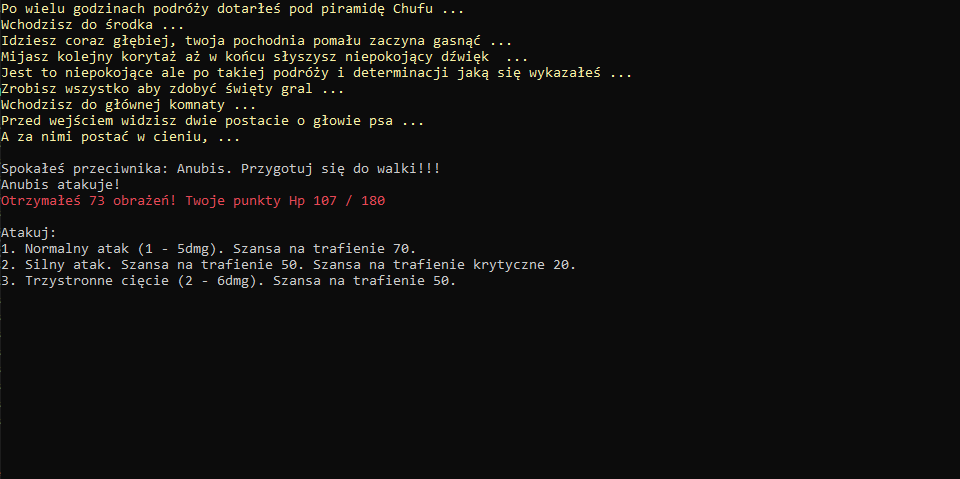 Po wielu godzinach podróży dotarłeś pod piramidę Chufu ...
Wchodzisz do środka ...
Idziesz coraz głębiej, twoja pochodnia pomału zaczyna gasnąć ...
Mijasz kolejny korytaż aż w końcu słyszysz niepokojący dźwięk  ...
Jest to niepokojące ale po takiej podróży i determinacji jaką się wykazałeś ...
Zrobisz wszystko aby zdobyć święty gral ...
Wchodzisz do głównej komnaty ...
Przed wejściem widzisz dwie postacie o głowie psa ...
A za nimi postać w cieniu, ...
Spokałeś przeciwnika: Anubis. Przygotuj się do walki!!!
Anubis atakuje!
Otrzymałeś 73 obrażeń! Twoje punkty Hp 107 / 180
Atakuj:
1. Normalny atak (1 - 5dmg). Szansa na trafienie 70.
2. Silny atak. Szansa na trafienie 50. Szansa na trafienie krytyczne 20.
3. Trzystronne cięcie (2 - 6dmg). Szansa na trafienie 50.